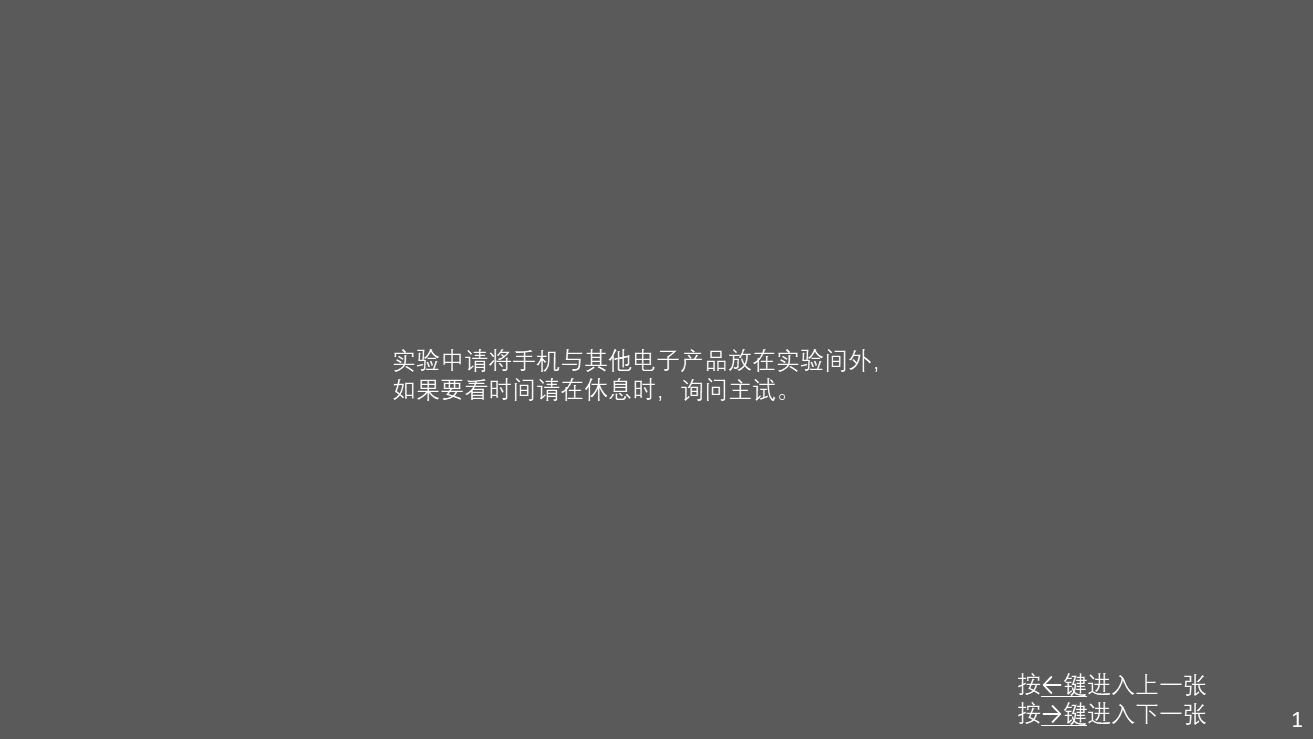 实验中请将手机与其他电子产品放在实验间外，
如果要看时间请在休息时，询问主试。
按←键进入上一张
按→键进入下一张
1